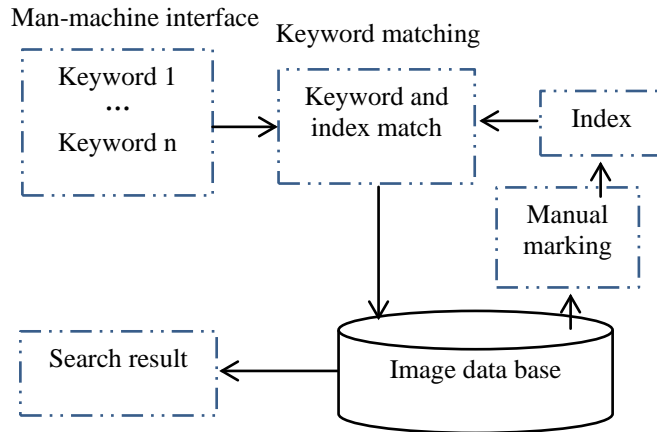 Man-machine interface
Keyword 1
...
Keyword n
Keyword matching
Keyword and
index match
Index
Manual
marking
Search result
Image data base